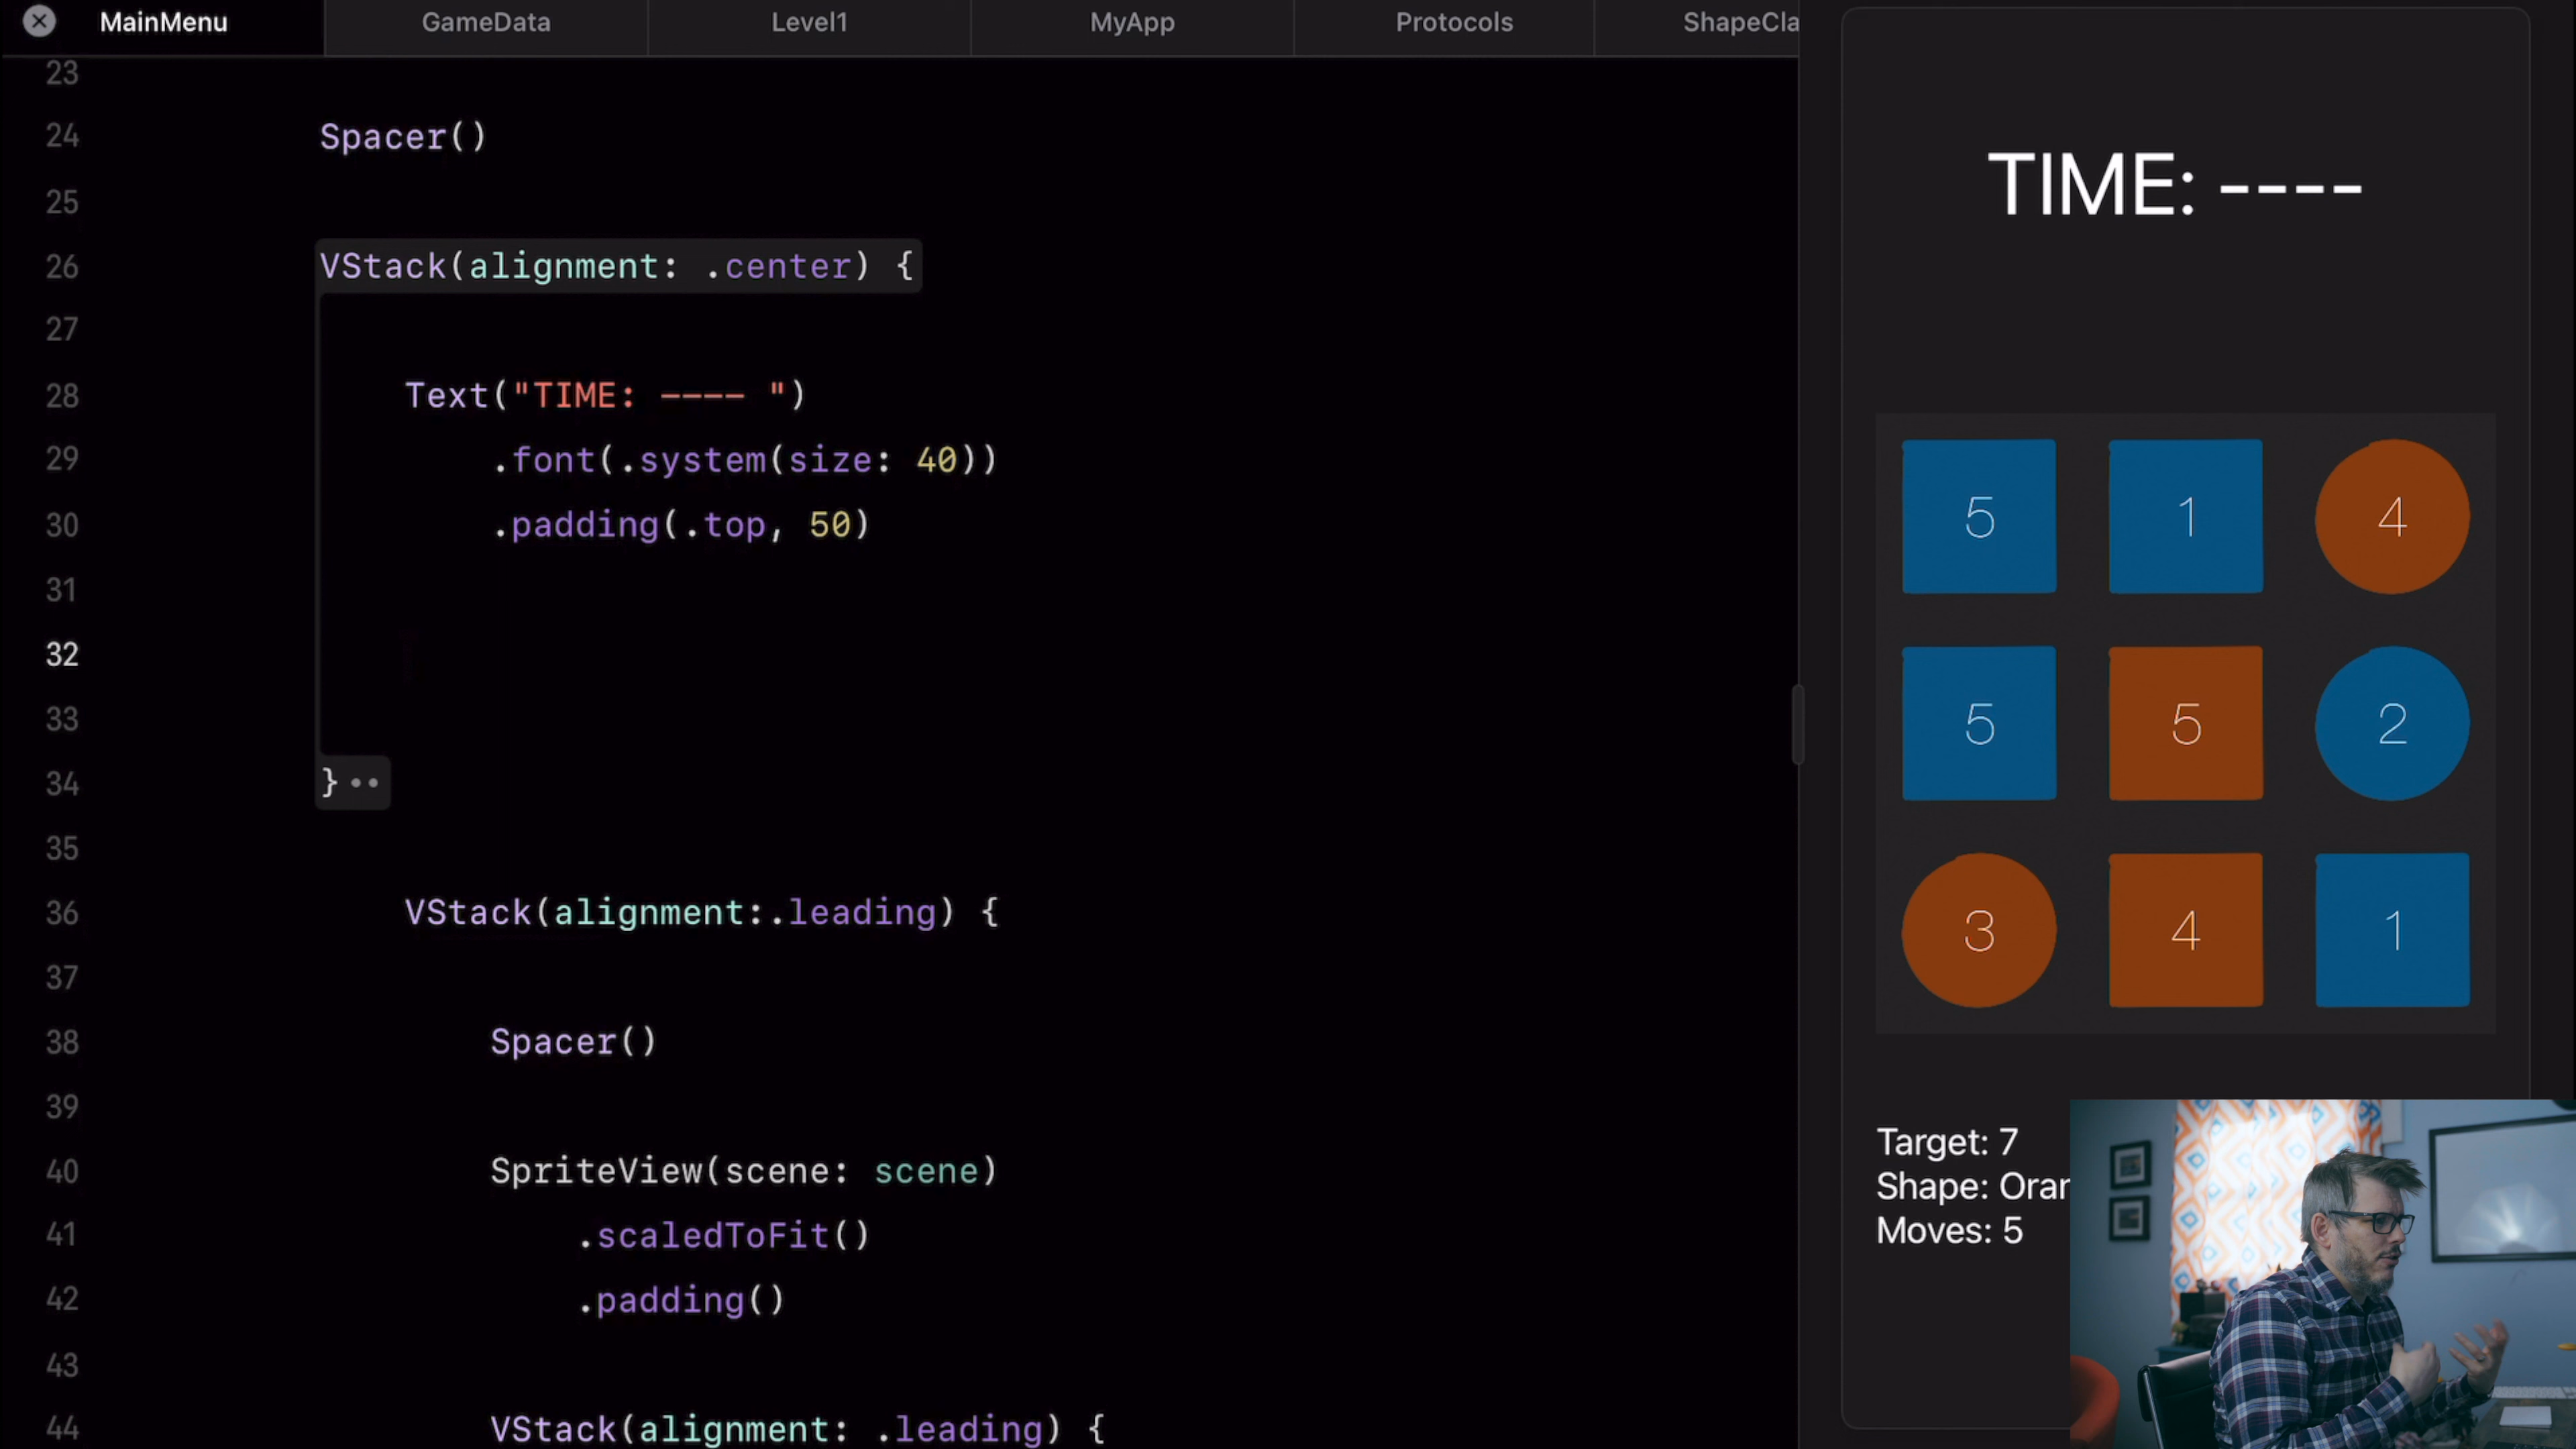 MainMenu
GameData
Level1
MyApp
Protocols
ShapeCla
23
24 Spacer()
25
26 VStack(alignment: .center) {
27
28 Text("TIME: –––– ")
29 .font(.system(size: 40))
30 .padding(.top, 50)
31
32
33
34 }
35
36 VStack(alignment:.leading) {
37
38 Spacer()
39
40 SpriteView(scene: scene)
41 .scaledToFit()
42 .padding()
43
44 VStack(alignment: .leading) {
TIME: ----
5 1 4
5 5 2
3 4 1
Target: 7
Shape: Oran
Moves: 5